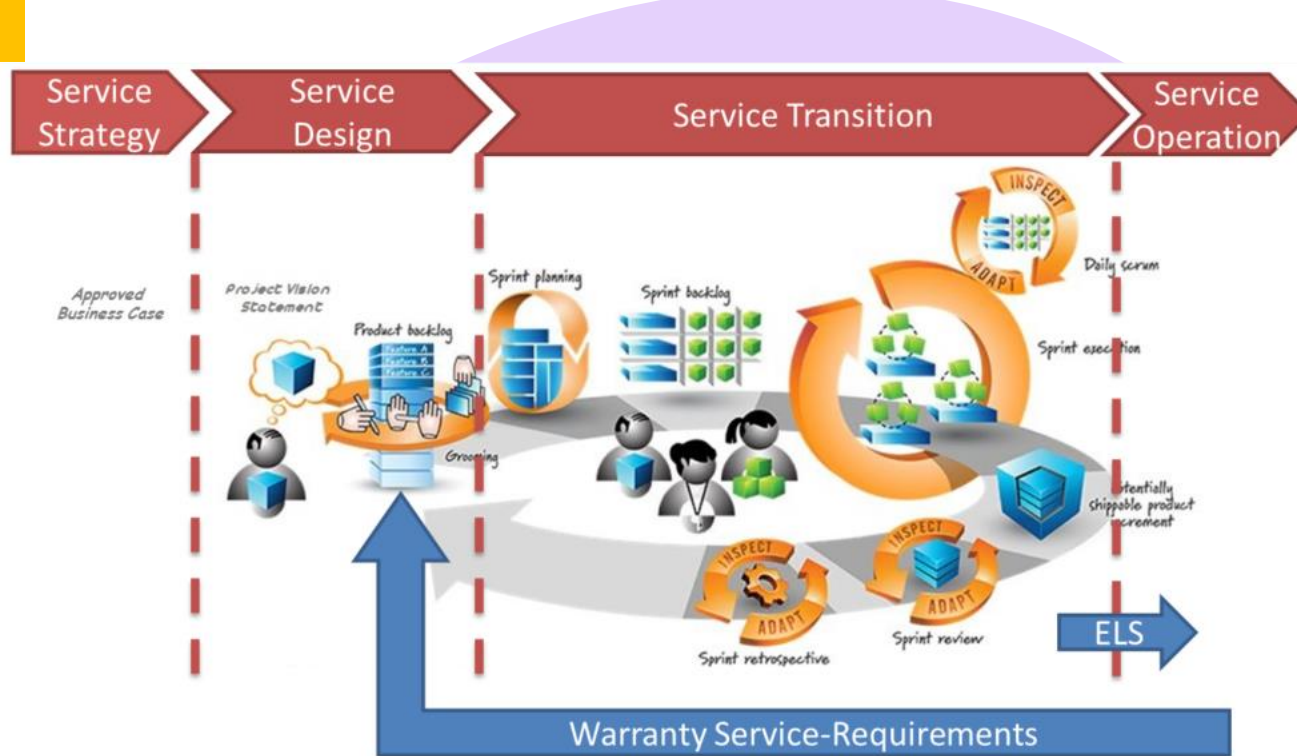 Service
Strategy
Service
Design
Service Transition
Service
Operation
Approved
Business Case
Project Vision
Statement
Product backlog
Feature A
Feature B
Feature C
Grooming
Sprint planning
Sprint backlog
INSPECT
ADAPT
Daily scrum
Sprint execution
potentially
shippable product
increment
INSPECT
ADAPT
Sprint review
INSPECT
ADAPT
Sprint retrospective
ELS
Warranty Service-Requirements